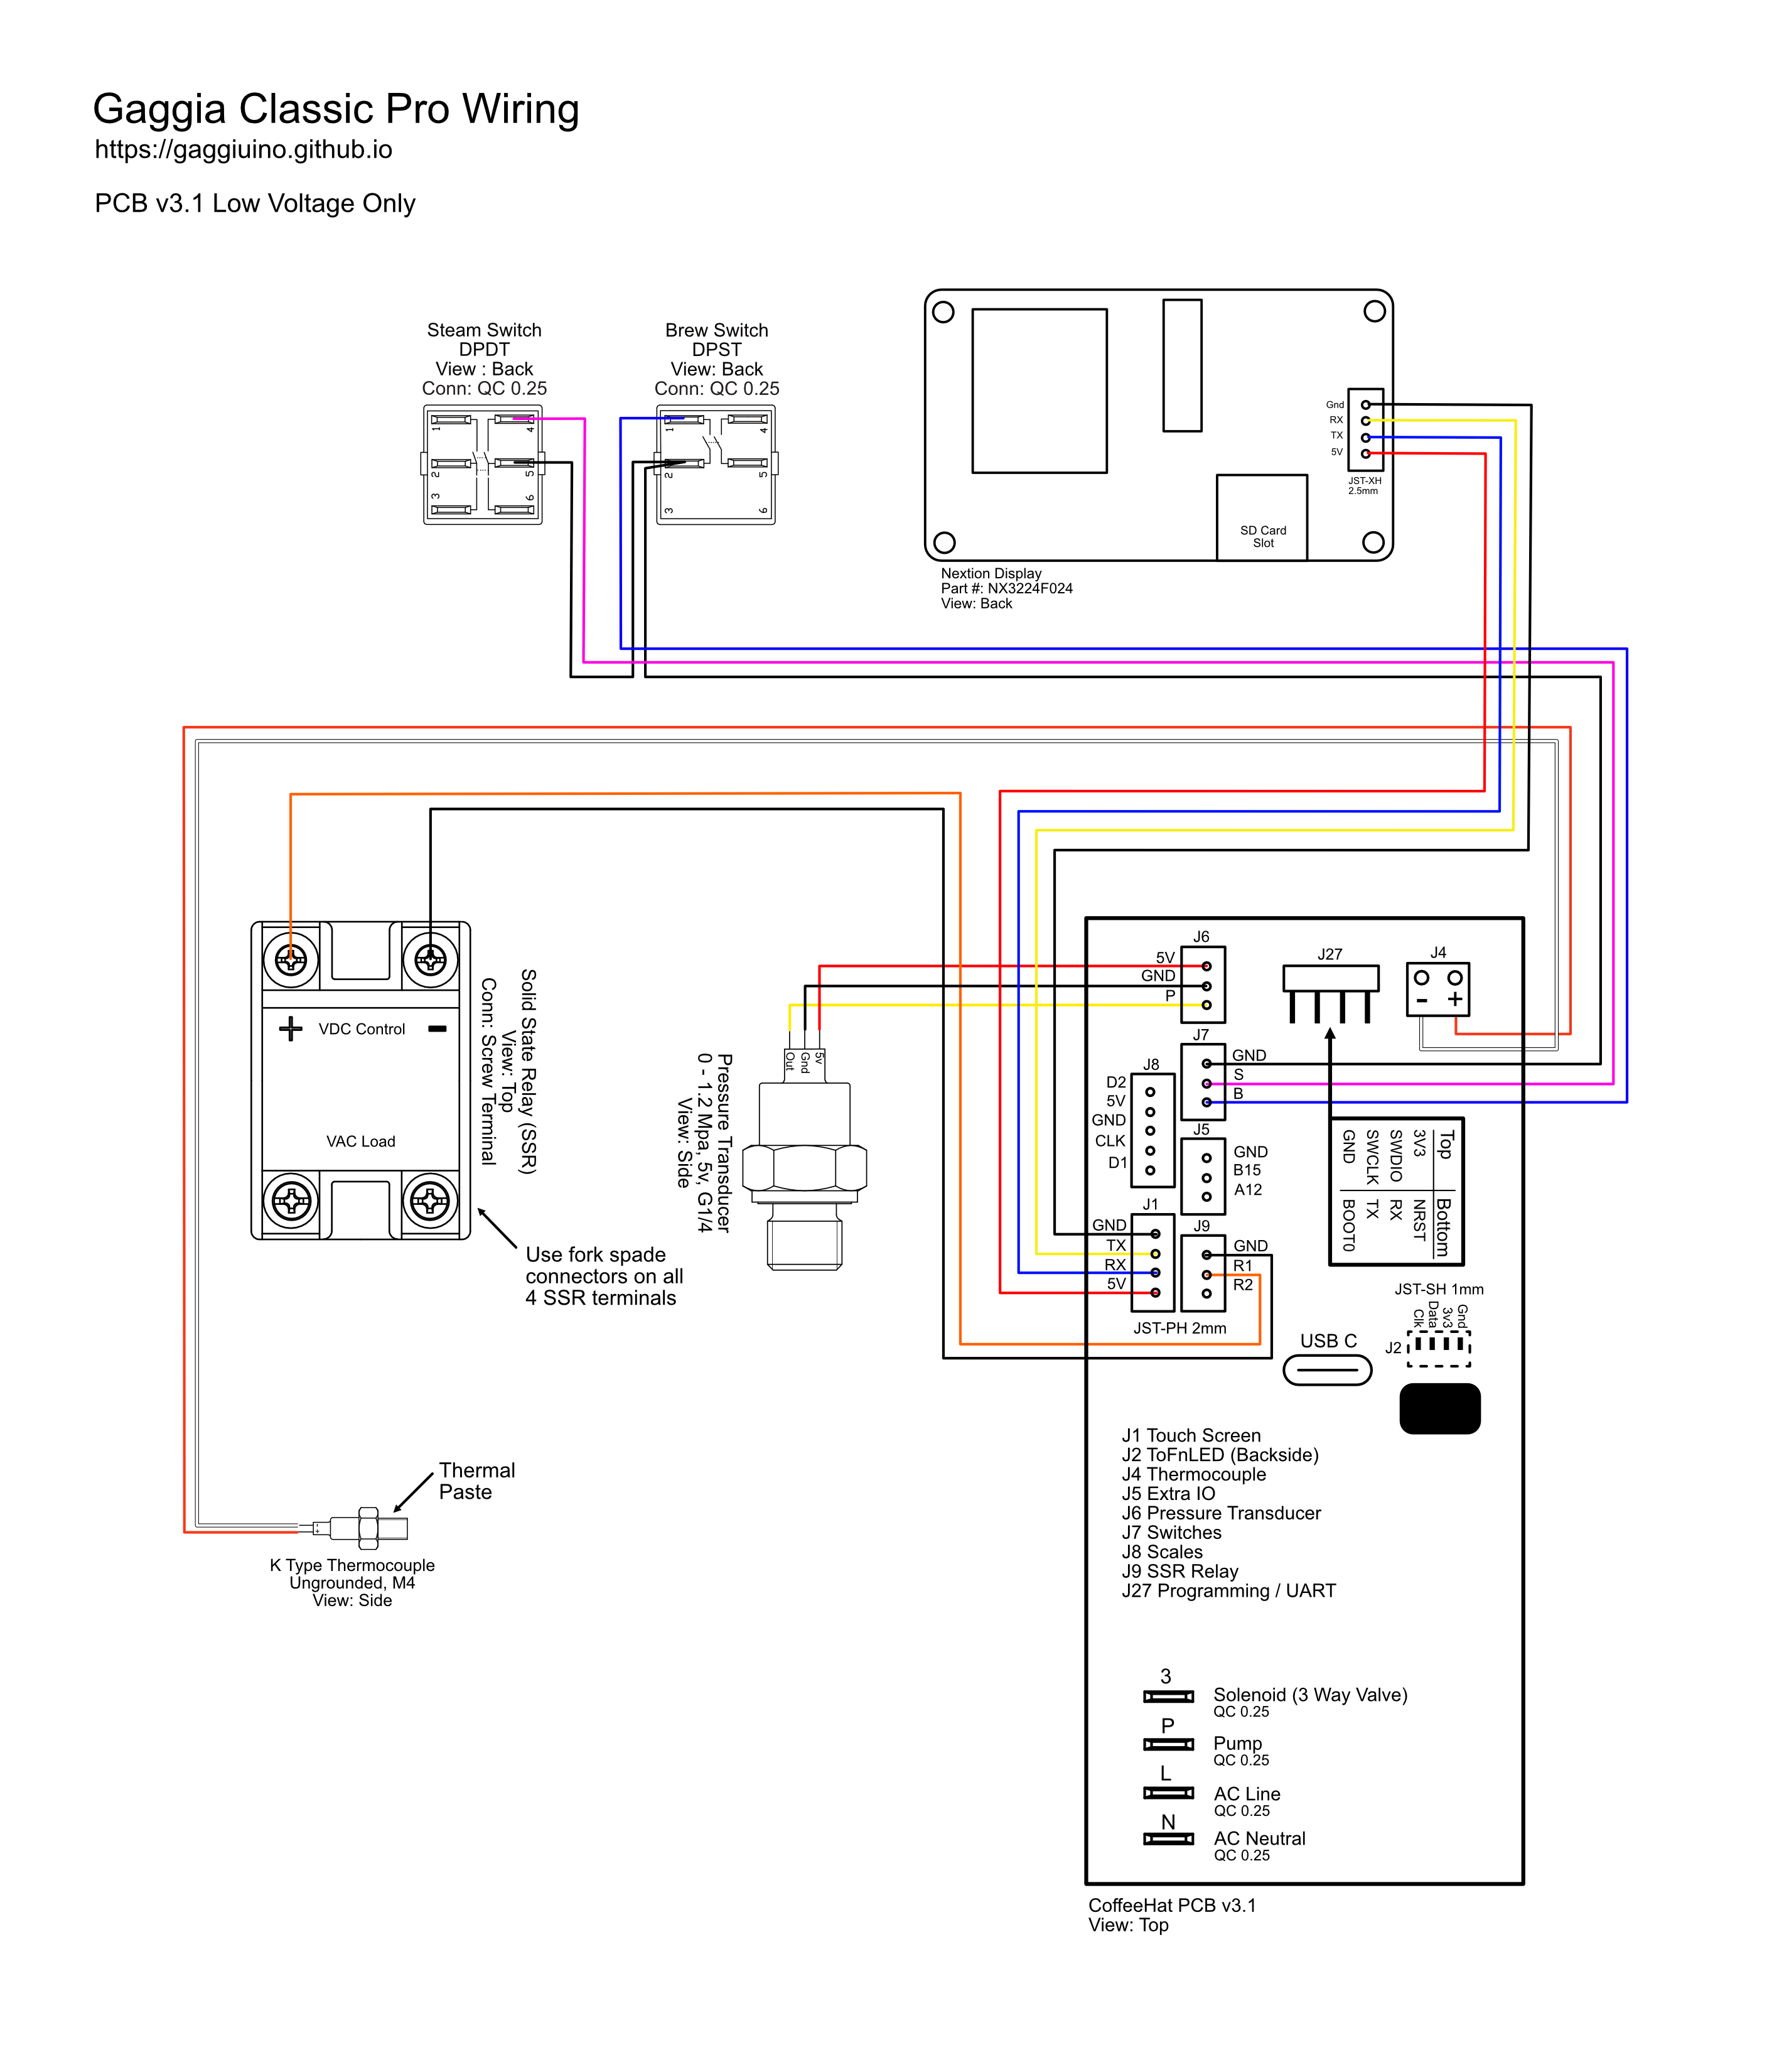 Gaggia Classic Pro Wiring
https://gaggiuino.github.io
PCB v3.1 Low Voltage Only
Steam Switch
DPDT
View : Back
Conn: QC 0.25
1
4
2
5
3
6
Brew Switch
DPST
View: Back
Conn: QC 0.25
1
4
2
5
3
6
Gnd
RX
TX
5V
JST-XH
2.5mm
SD Card
Slot
Nextion Display
Part #: NX3224F024
View: Back
+ VDC Control -
VAC Load
Solid State Relay (SSR)
View: Top
Conn: Screw Terminal
Use fork spade
connectors on all
4 SSR terminals
Out
Gnd
5v
Pressure Transducer
0 - 1.2 Mpa, 5v, G1/4
View: Side
Thermal
Paste
- +
K Type Thermocouple
Ungrounded, M4
View: Side
J6
5V
GND
P
J27
J4
- +
J7
GND
S
B
J8
D2
5V
GND
CLK
D1
J5
GND
B15
A12
J1
GND
TX
RX
5V
J9
GND
R1
R2
JST-PH 2mm
Top Bottom
3V3 NRST
SWDIO RX
SWCLK TX
GND BOOT0
JST-SH 1mm
Clk
Data
3v3
Gnd
J2
USB C
J1 Touch Screen
J2 ToFnLED (Backside)
J4 Thermocouple
J5 Extra IO
J6 Pressure Transducer
J7 Switches
J8 Scales
J9 SSR Relay
J27 Programming / UART
3
Solenoid (3 Way Valve)
QC 0.25
P
Pump
QC 0.25
L
AC Line
QC 0.25
N
AC Neutral
QC 0.25
CoffeeHat PCB v3.1
View: Top